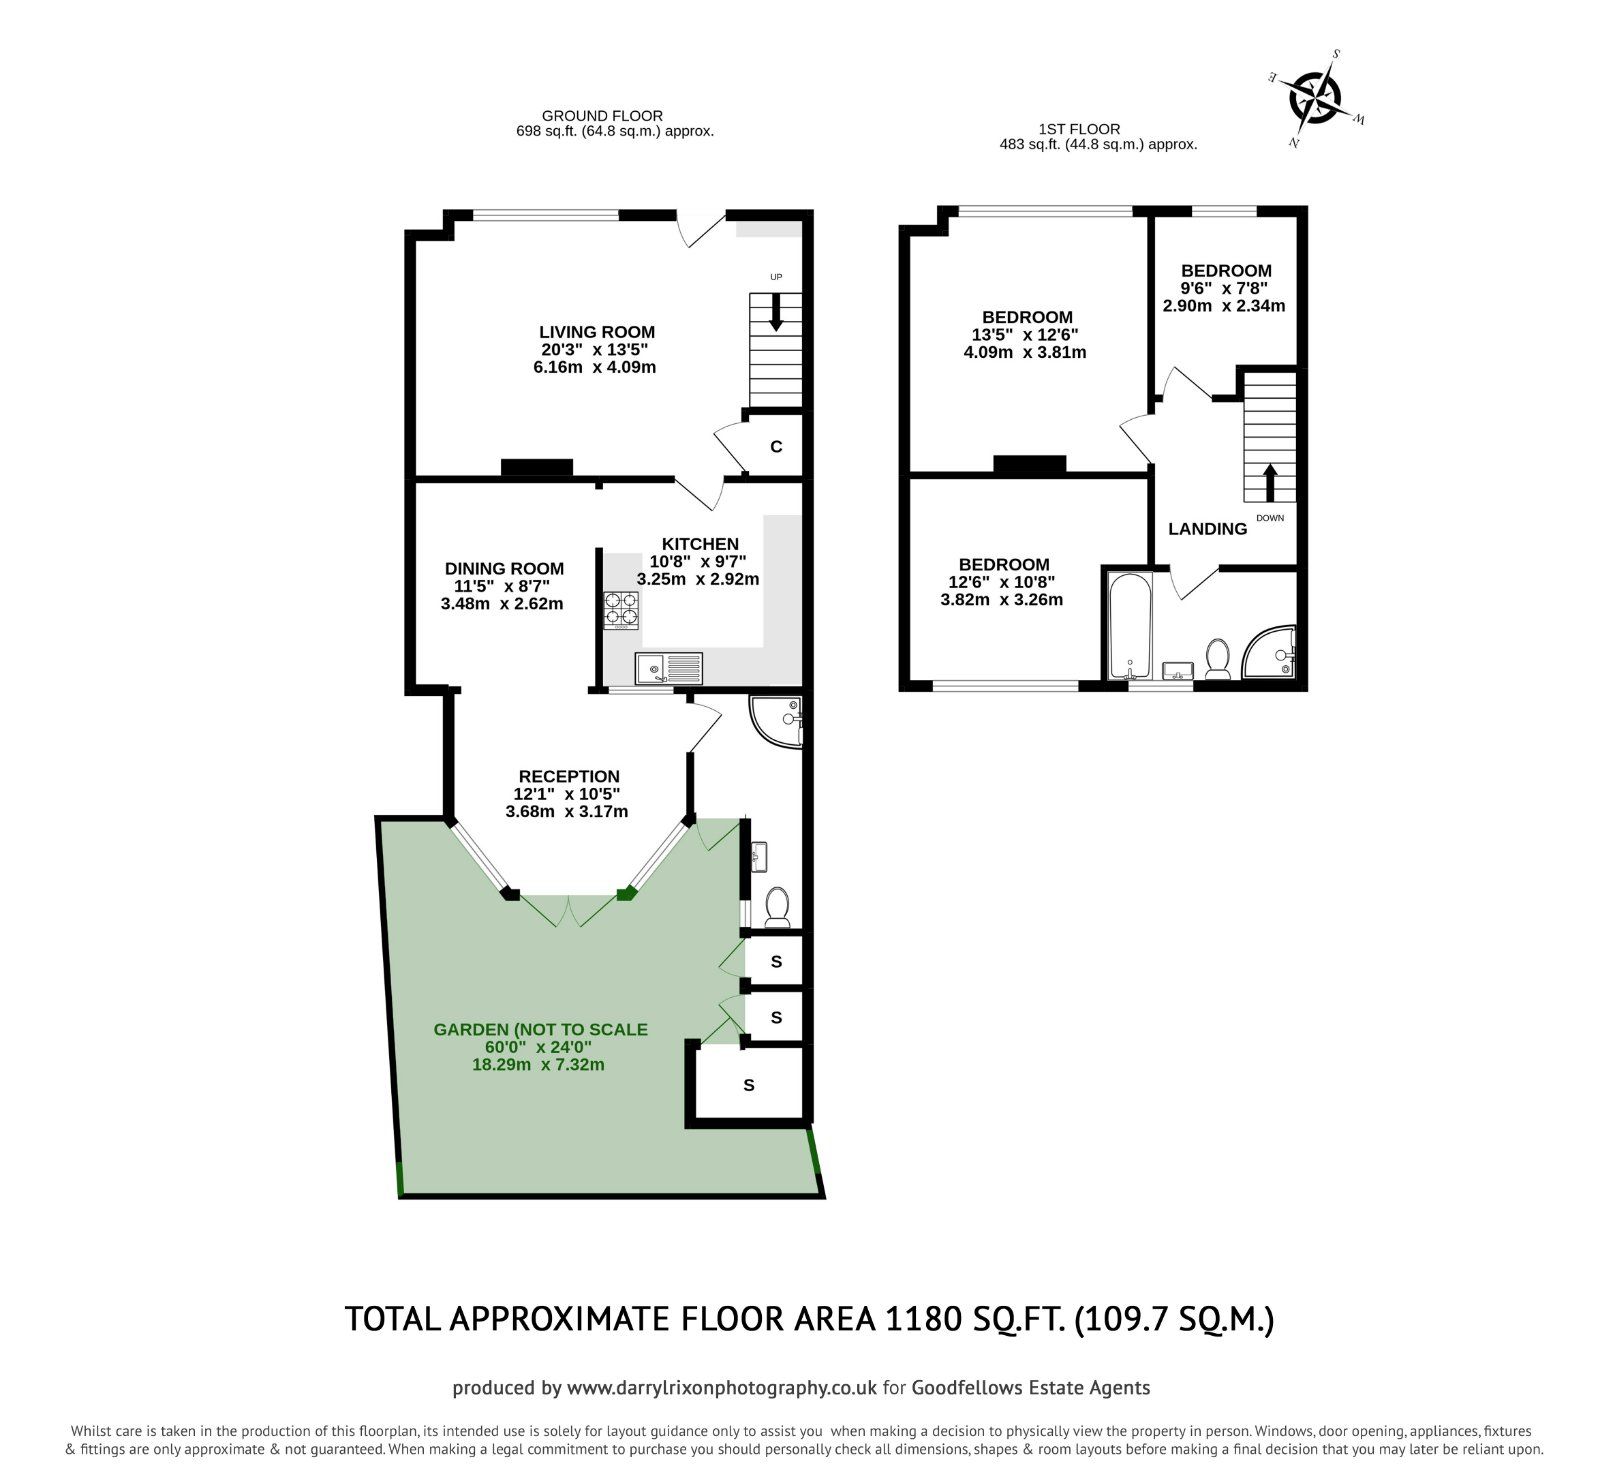 S
E
W
N
GROUND FLOOR
698 sq.ft. (64.8 sq.m.) approx.
1ST FLOOR
483 sq.ft. (44.8 sq.m.) approx.
UP
LIVING ROOM
20'3" x 13'5"
6.16m x 4.09m
C
DINING ROOM
11'5" x 8'7"
3.48m x 2.62m
KITCHEN
10'8" x 9'7"
3.25m x 2.92m
RECEPTION
12'1" x 10'5"
3.68m x 3.17m
S
S
S
GARDEN (NOT TO SCALE
60'0" x 24'0"
18.29m x 7.32m
BEDROOM
13'5" x 12'6"
4.09m x 3.81m
BEDROOM
9'6" x 7'8"
2.90m x 2.34m
DOWN
LANDING
BEDROOM
12'6" x 10'8"
3.82m x 3.26m
TOTAL APPROXIMATE FLOOR AREA 1180 SQ.FT. (109.7 SQ.M.)
produced by www.darrylrixonphotography.co.uk for Goodfellows Estate Agents
Whilst care is taken in the production of this floorplan, its intended use is solely for layout guidance only to assist you when making a decision to physically view the property in person. Windows, door opening, appliances, fixtures
& fittings are only approximate & not guaranteed. When making a legal commitment to purchase you should personally check all dimensions, shapes & room layouts before making a final decision that you may later be reliant upon.